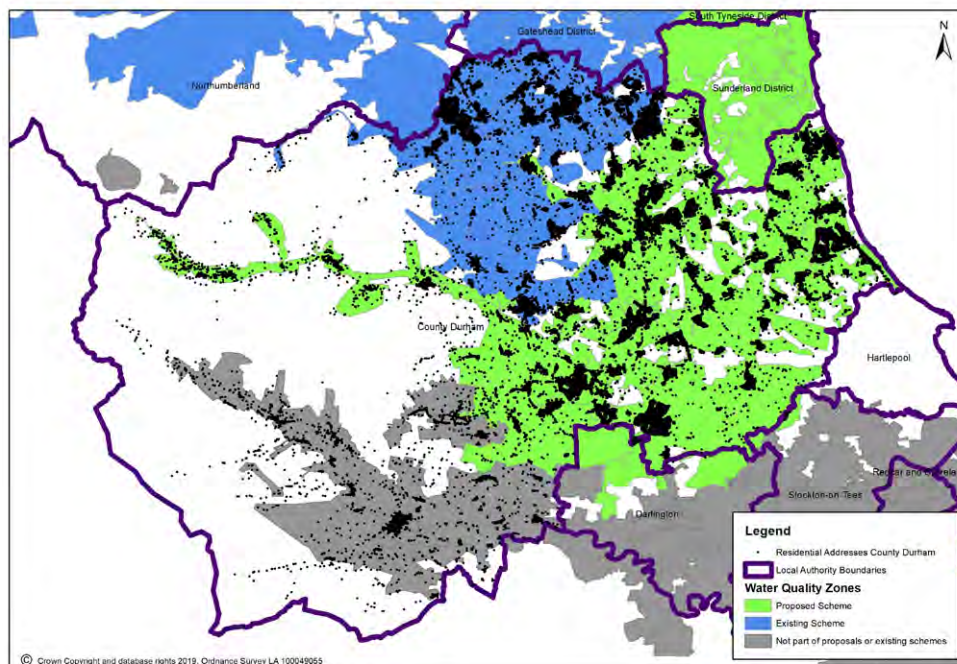 South Tyneside District
Gateshead District
N
Northumberland
Sunderland District
County Durham
Hartlepool
Stockton-on Tees
Darlington
Legend
Residential Addresses County Durham
Local Authority Boundaries
Water Quality Zones
Proposed Scheme
Existing Scheme
Not part of proposals or existing schemes
© Crown Copyright and database rights 2019. Ordnance Survey LA 100049055